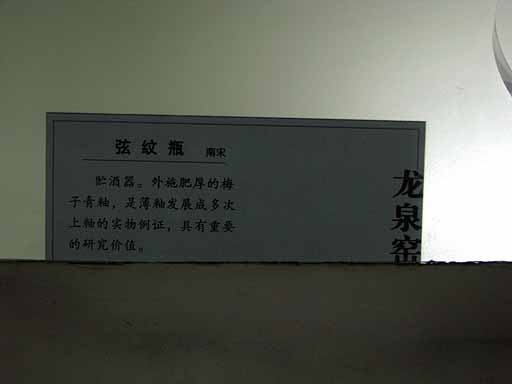 弦纹瓶 南宋
贮酒器。外施肥厚的梅
子青釉，是薄釉发展成多次
上釉的实物例证，具有重要
的研究价值。
龙泉窑